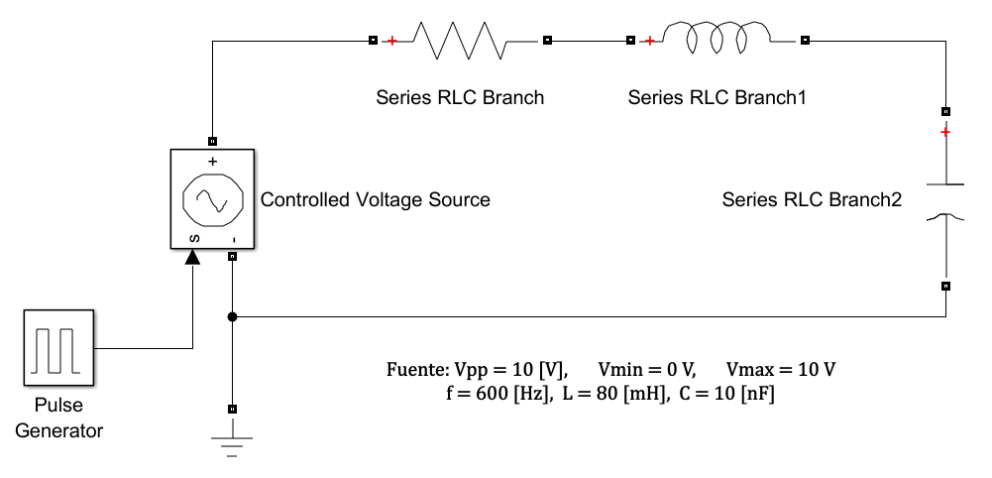 Series RLC Branch
Series RLC Branch1
+
Controlled Voltage Source
s
-
Series RLC Branch2
Pulse
Generator
Fuente: Vpp = 10 [V], Vmin = 0 V, Vmax = 10 V
f = 600 [Hz], L = 80 [mH], C = 10 [nF]